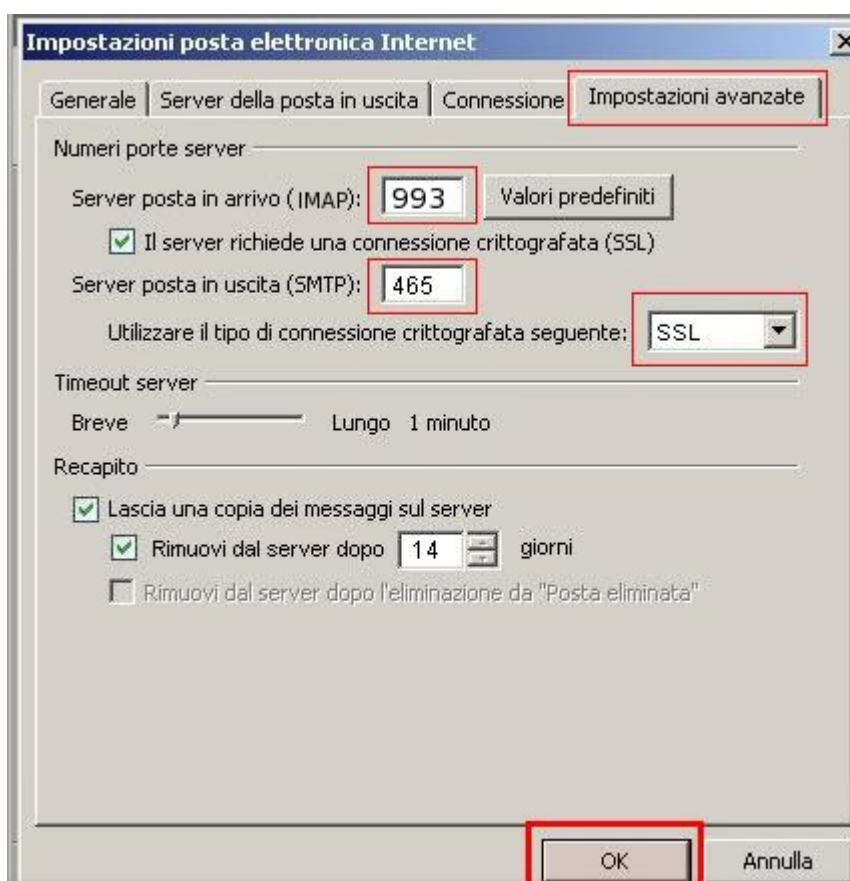 Impostazioni posta elettronica Internet
Generale Server della posta in uscita Connessione Impostazioni avanzate
Numeri porte server
Server posta in arrivo (IMAP): 993 Valori predefiniti
Il server richiede una connessione crittografata (SSL)
Server posta in uscita (SMTP): 465
Utilizzare il tipo di connessione crittografata seguente: SSL
Timeout server
Breve Lungo 1 minuto
Recapito
Lascia una copia dei messaggi sul server
Rimuovi dal server dopo 14 giorni
Rimuovi dal server dopo l'eliminazione da "Posta eliminata"
OK Annulla